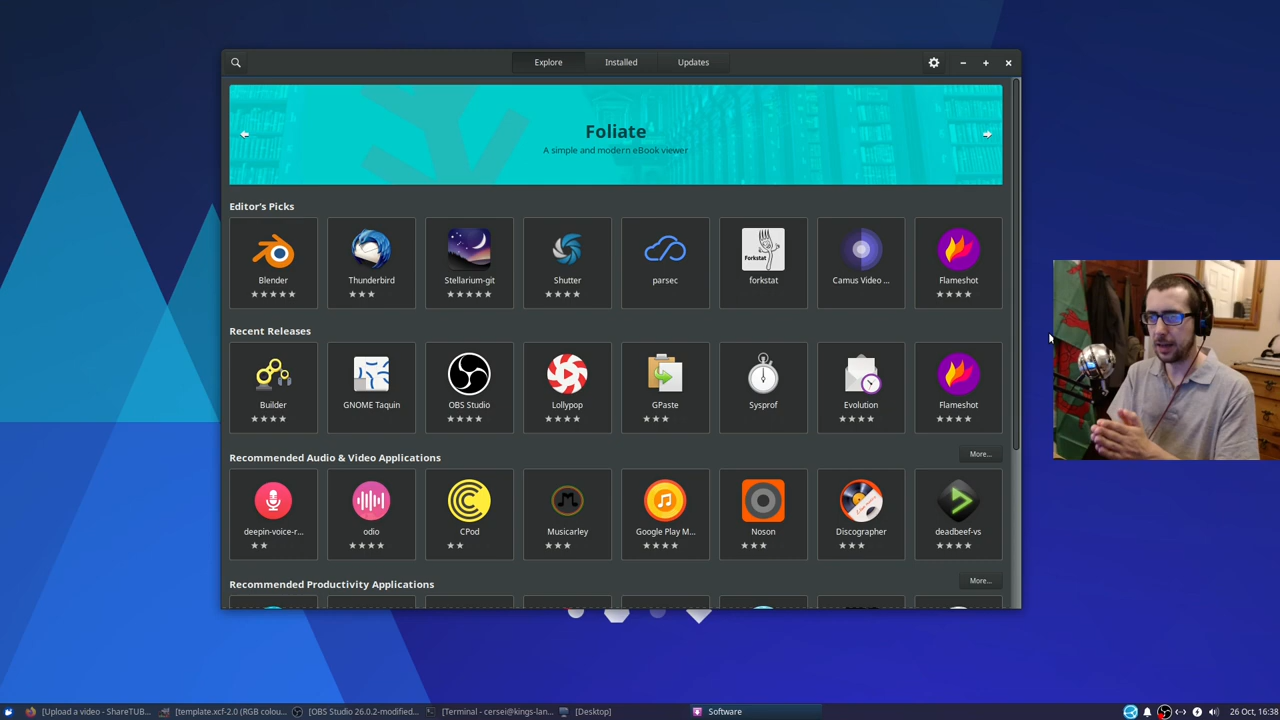 Explore Installed Updates
Foliate
A simple and modern eBook viewer
Editor's Picks
Blender Thunderbird Stellarium-git Shutter parsec forkstat Camus Video ... Flameshot
Forkstat
Recent Releases
Builder GNOME Taquin OBS Studio Lollypop GPaste Sysprof Evolution Flameshot
Recommended Audio & Video Applications More...
deepin-voice-r... odio CPod Musicarley Google Play M... Noson Discographer deadbeef-vs
Recommended Productivity Applications More...
[Upload a video - ShareTUB... [template.xcf-2.0 (RGB colou... [OBS Studio 26.0.2-modified... [Terminal - cersei@kings-lan... [Desktop] Software 26 Oct, 16:38